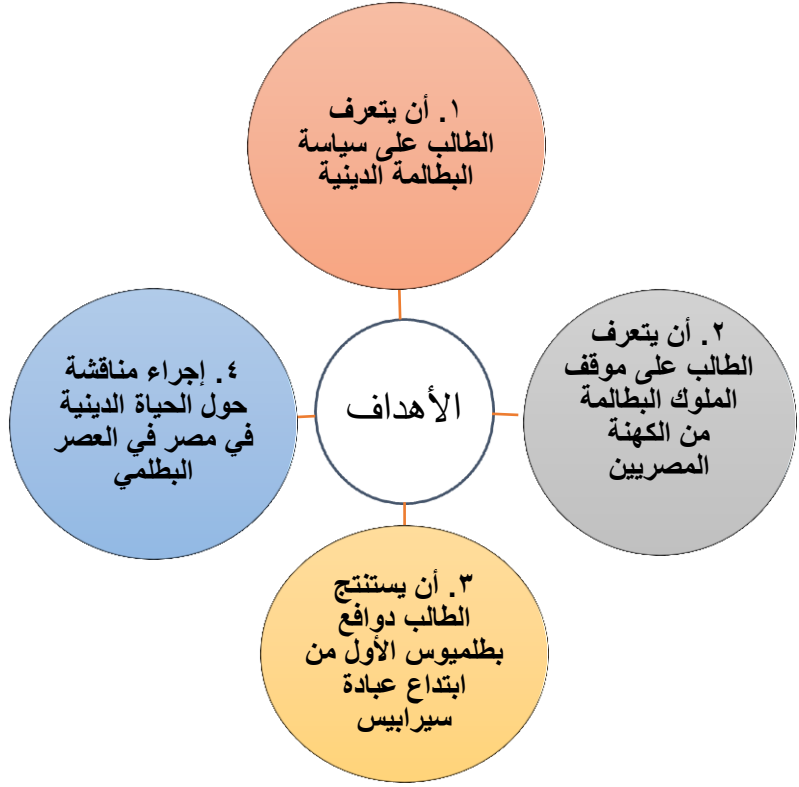 ١. أن يتعرف
الطالب على سياسة
البطالمة الدينية
الأهداف
٢. أن يتعرف
الطالب على موقف
الملوك البطالمة
من الكهنة
المصريين
٣. أن يستنتج
الطالب دوافع
بطلميوس الأول من
ابتداع عبادة
سيرابيس
٤. إجراء مناقشة
حول الحياة الدينية
في مصر في العصر
البطلمي